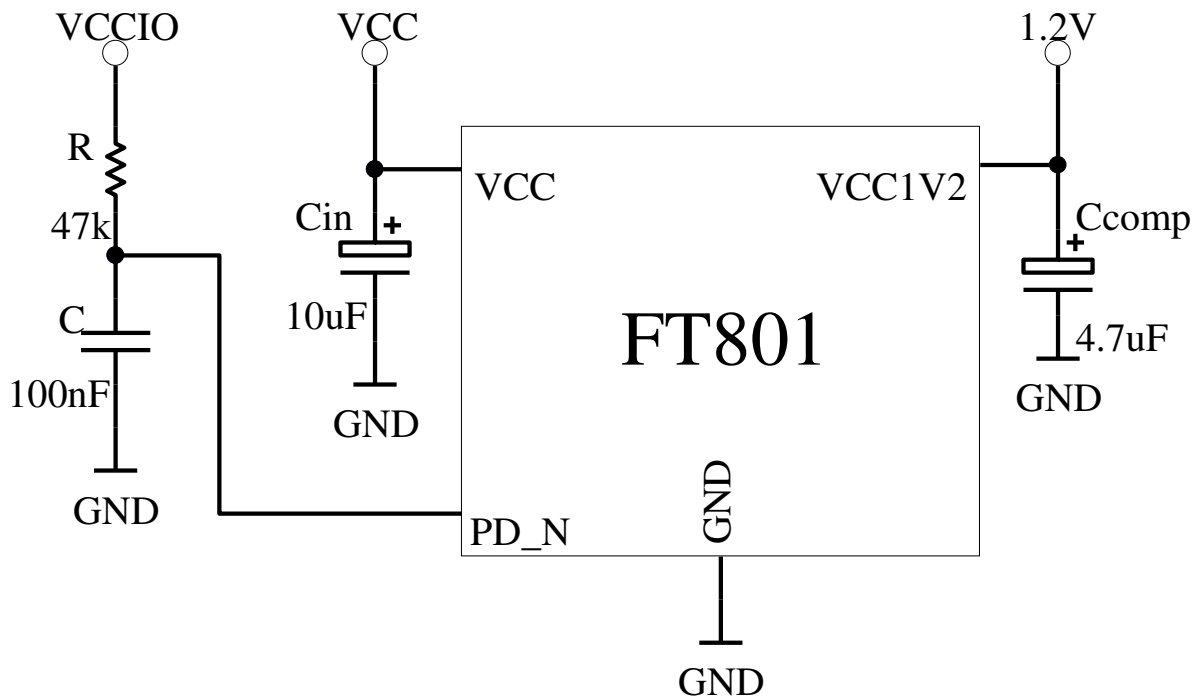 VCCIO
VCC
1.2V
R
47k
C
100nF
GND
Cin
+
10uF
GND
VCC
VCC1V2
FT801
PD_N
GND
GND
Ccomp
+
4.7uF
GND